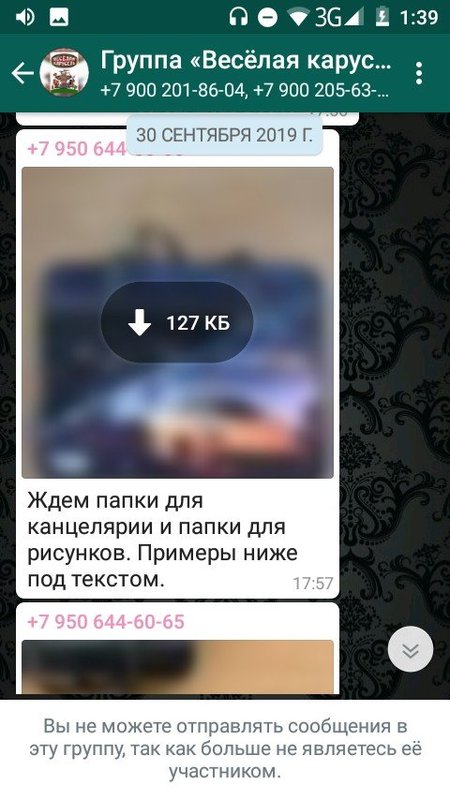 3G 1:39
Группа «Весёлая карус...
+7 900 201-86-04, +7 900 205-63-...
30 СЕНТЯБРЯ 2019 Г.
+7 950 644-
127 КБ
Ждем папки для
канцелярии и папки для
рисунков. Примеры ниже
под текстом.
17:57
+7 950 644-60-65
Вы не можете отправлять сообщения в
эту группу, так как больше не являетесь её
участником.